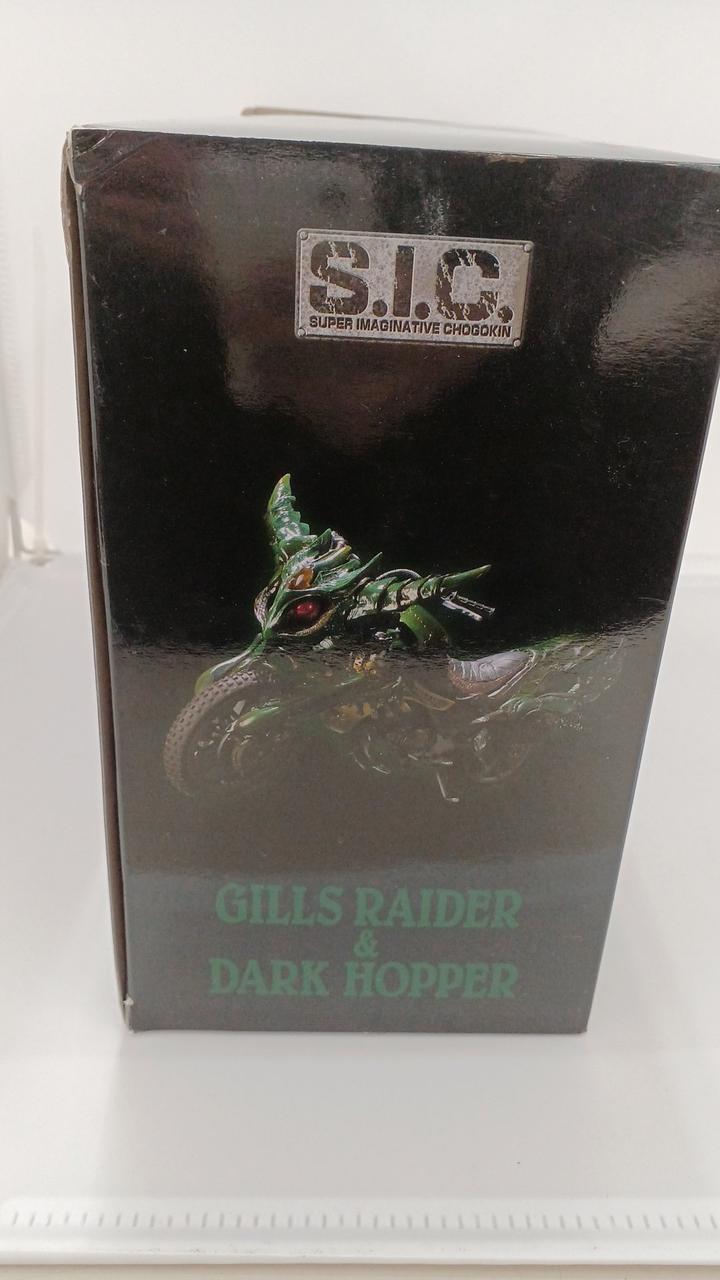 S.I.C.
SUPER IMAGINATIVE CHOGOKIN
GILLS RAIDER
&
DARK HOPPER